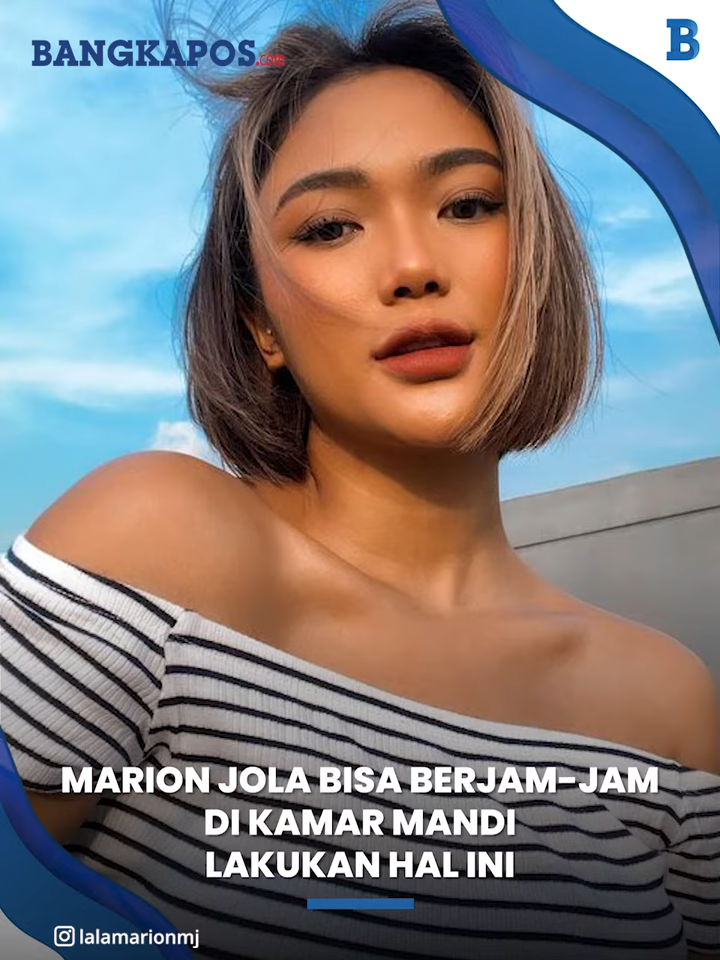 BANGKAPOS.com
B
MARION JOLA BISA BERJAM-JAM
DI KAMAR MANDI
LAKUKAN HAL INI
lalamarionmj